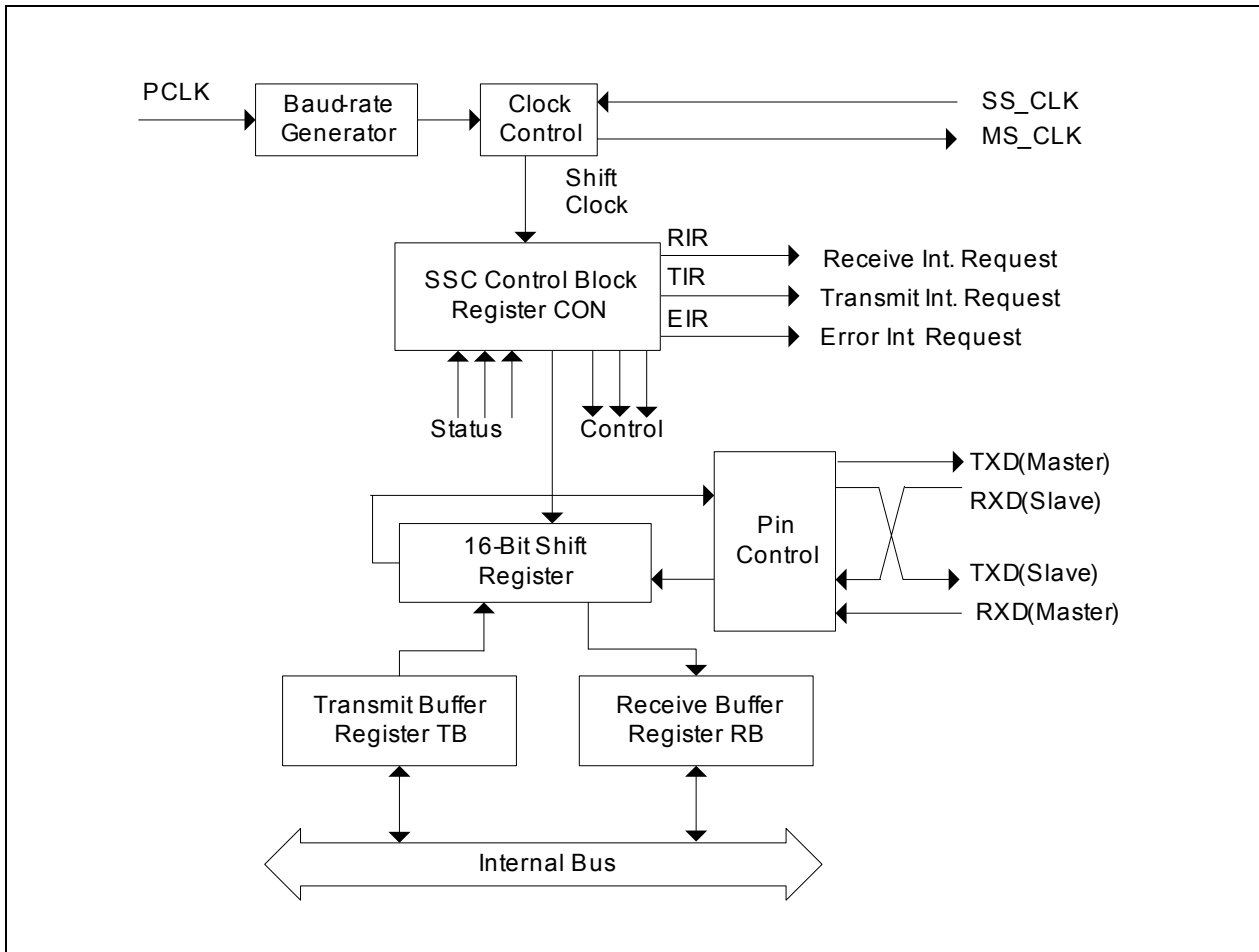 PCLK
Baud-rate
Generator
Clock
Control
SS_CLK
MS_CLK
Shift
Clock
SSC Control Block
Register CON
RIR
Receive Int. Request
TIR
Transmit Int. Request
EIR
Error Int. Request
Status
Control
16-Bit Shift
Register
Pin
Control
TXD(Master)
RXD(Slave)
TXD(Slave)
RXD(Master)
Transmit Buffer
Register TB
Receive Buffer
Register RB
Internal Bus